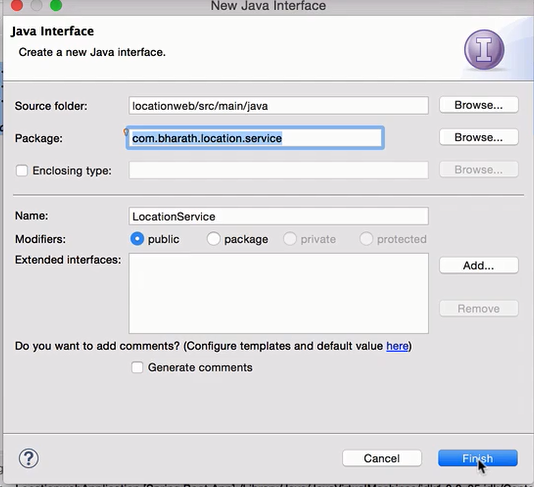 New Java Interface
Java Interface
Create a new Java interface.
I
Source folder: locationweb/src/main/java Browse...
Package: com.bharath.location.service Browse...
Enclosing type: Browse...
Name: LocationService
Modifiers: public package private protected
Extended interfaces: Add...
Remove
Do you want to add comments? (Configure templates and default value here)
Generate comments
? Cancel Finish